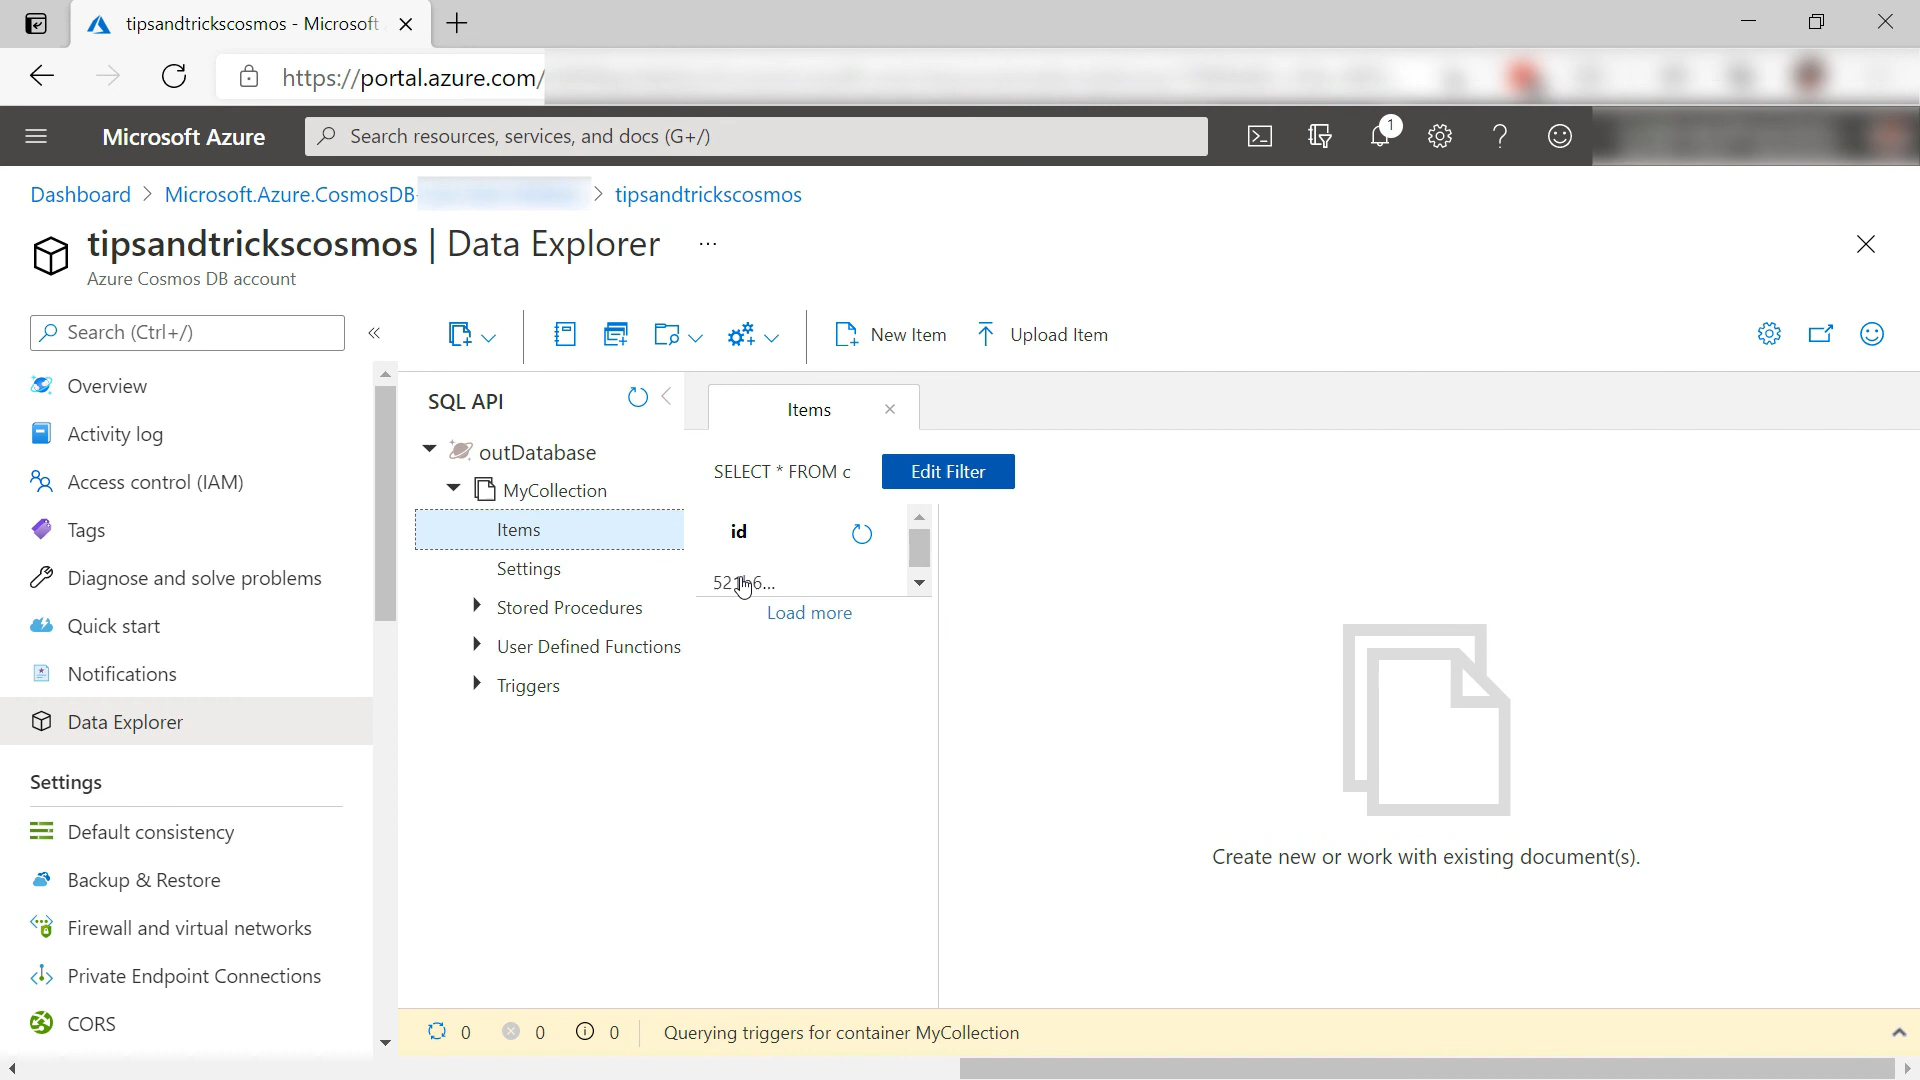 tipsandtrickscosmos - Microsoft
https://portal.azure.com/
Microsoft Azure
Search resources, services, and docs (G+/)
1
Dashboard > Microsoft.Azure.CosmosDB- > tipsandtrickscosmos
tipsandtrickscosmos | Data Explorer ...
Azure Cosmos DB account
Search (Ctrl+/)
«
New Item
Upload Item
Overview
Activity log
Access control (IAM)
Tags
Diagnose and solve problems
Quick start
Notifications
Data Explorer
Settings
Default consistency
Backup & Restore
Firewall and virtual networks
Private Endpoint Connections
CORS
SQL API
outDatabase
MyCollection
Items
Settings
Stored Procedures
User Defined Functions
Triggers
Items
SELECT * FROM c
Edit Filter
id
Load more
Create new or work with existing document(s).
0 0 0 Querying triggers for container MyCollection